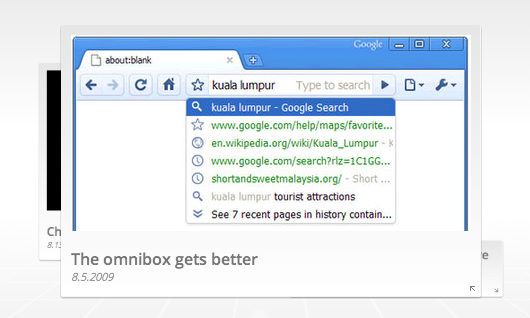 Google
about:blank
kuala lumpur Type to search
kuala lumpur - Google Search
www.google.com/help/maps/favorite...
en.wikipedia.org/wiki/Kuala_Lumpur - K
www.google.com/search?rlz=1C1GG...
shortandsweetmalaysia.org/ - Short ...
kuala lumpur tourist attractions
See 7 recent pages in history contain...
Ch
8.13
The omnibox gets better
8.5.2009